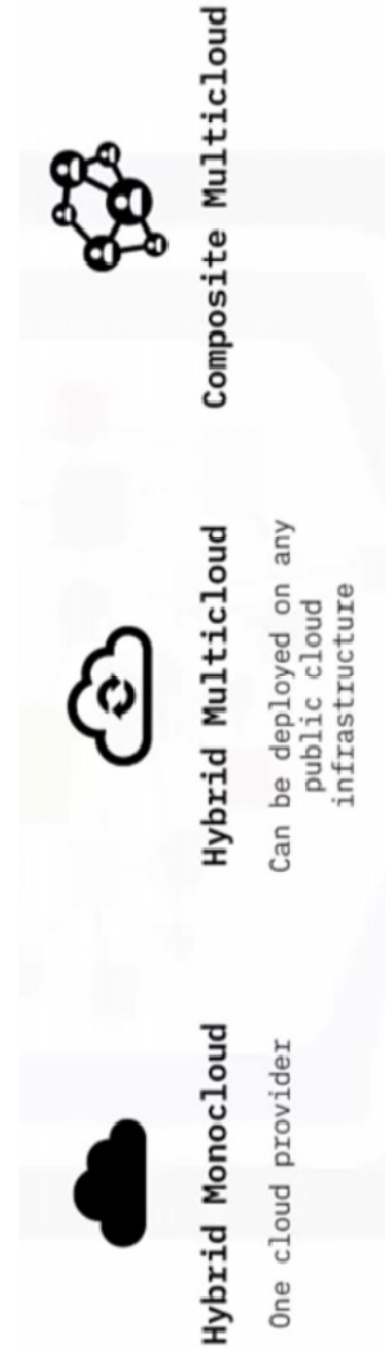 Hybrid Monocloud
One cloud provider
Hybrid Multicloud
Can be deployed on any
public cloud
infrastructure
Composite Multicloud